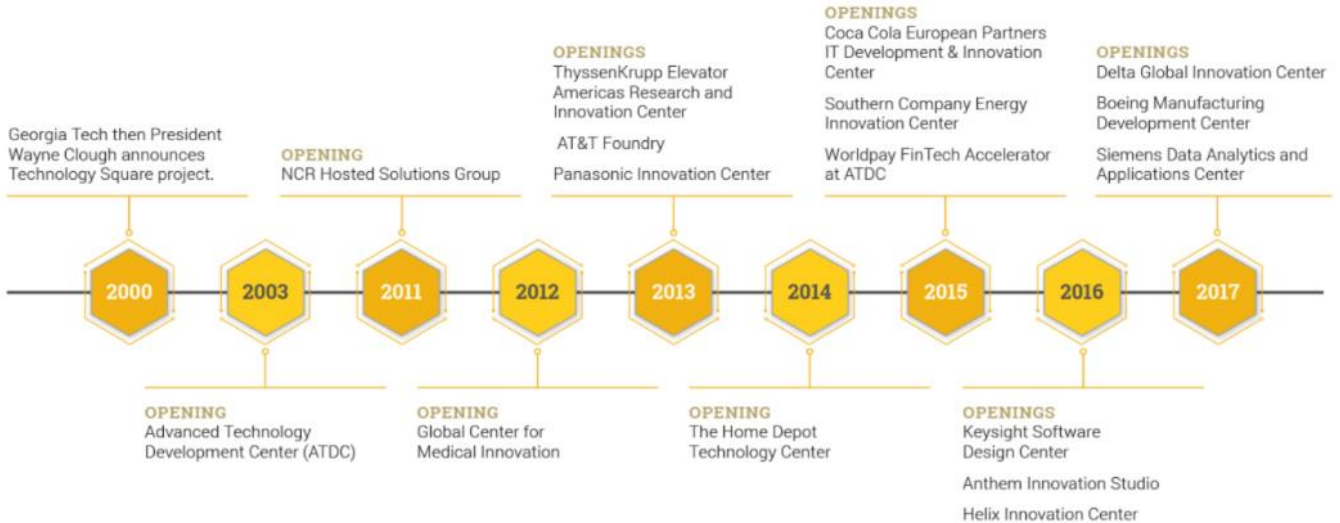 Georgia Tech then President
Wayne Clough announces
Technology Square project.
OPENING
NCR Hosted Solutions Group
OPENINGS
ThyssenKrupp Elevator
Americas Research and
Innovation Center
AT&T Foundry
Panasonic Innovation Center
OPENINGS
Coca Cola European Partners
IT Development & Innovation
Center
Southern Company Energy
Innovation Center
Worldpay FinTech Accelerator
at ATDC
OPENINGS
Delta Global Innovation Center
Boeing Manufacturing
Development Center
Siemens Data Analytics and
Applications Center
2000
2003
2011
2012
2013
2014
2015
2016
2017
OPENING
Advanced Technology
Development Center (ATDC)
OPENING
Global Center for
Medical Innovation
OPENING
The Home Depot
Technology Center
OPENINGS
Keysight Software
Design Center
Anthem Innovation Studio
Helix Innovation Center